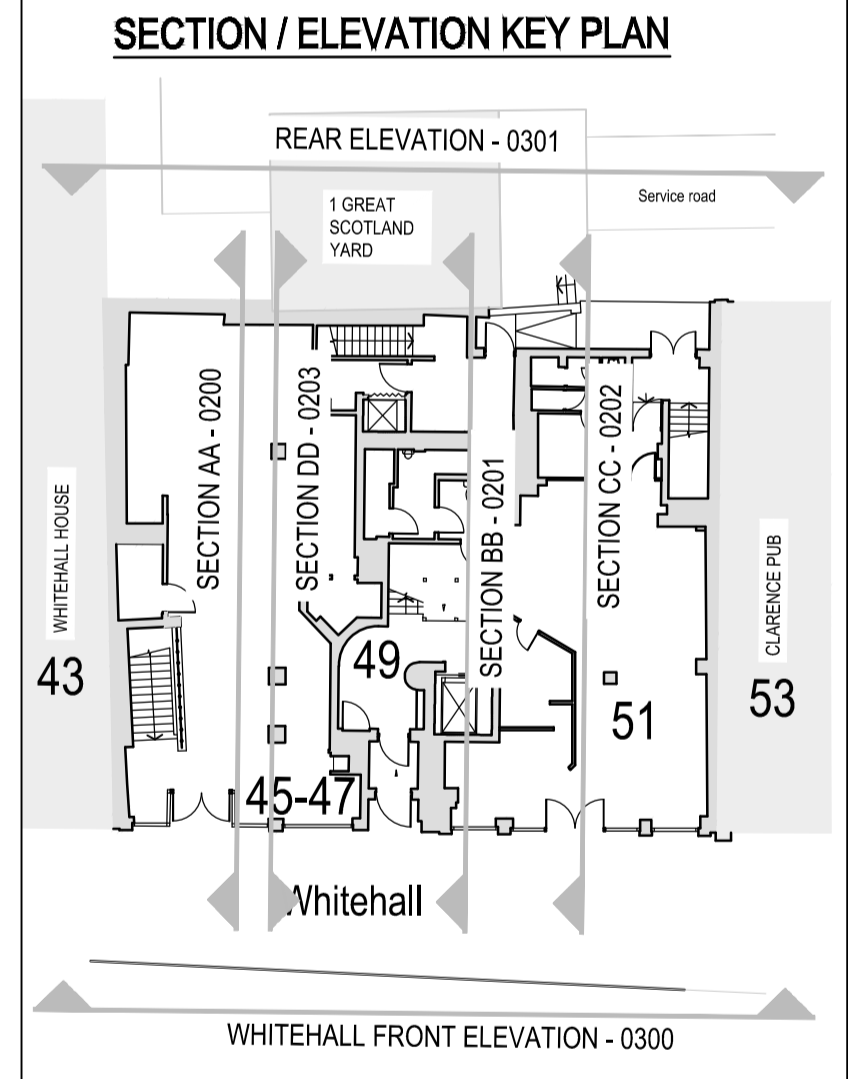 SECTION / ELEVATION KEY PLAN
REAR ELEVATION - 0301
Service road
1 GREAT
SCOTLAND
YARD
SECTION AA - 0200
SECTION DD - 0203
SECTION BB - 0201
SECTION CC - 0202
WHITEHALL HOUSE
43
CLARENCE PUB
53
49
51
45-47
Whitehall
WHITEHALL FRONT ELEVATION - 0300